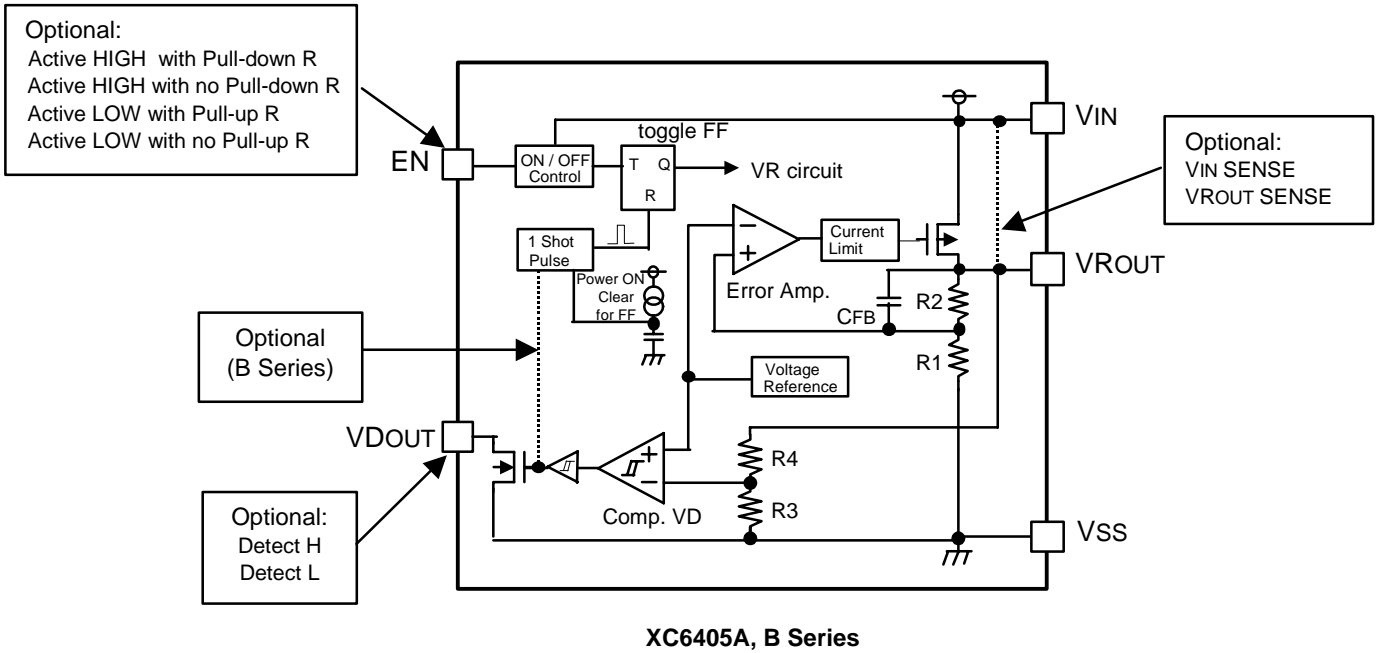 Optional:
Active HIGH with Pull-down R
Active HIGH with no Pull-down R
Active LOW with Pull-up R
Active LOW with no Pull-up R
EN
ON / OFF
Control
toggle FF
T Q
R
VR circuit
1 Shot
Pulse
Power ON
Clear
for FF
Error Amp.
Current
Limit
CFB
R2
R1
VIN
Optional:
VIN SENSE
VROUT SENSE
VROUT
Optional
(B Series)
Voltage
Reference
VDOUT
Comp. VD
R4
R3
VSS
Optional:
Detect H
Detect L
XC6405A, B Series